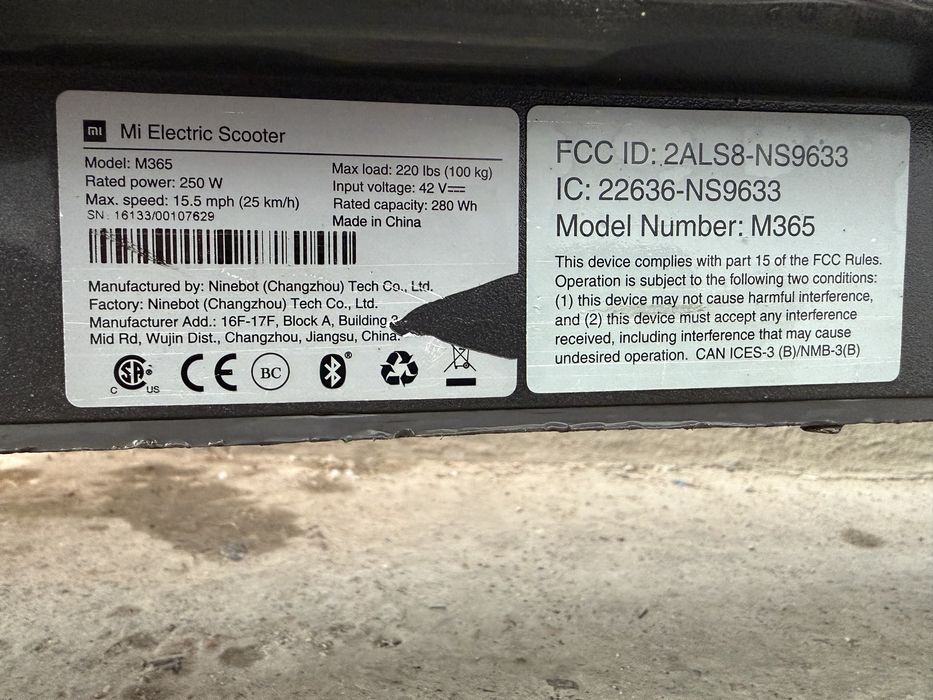 mi Mi Electric Scooter
Model: M365
Rated power: 250 W
Max. speed: 15.5 mph (25 km/h)
SN: 16133/00107629
Max load: 220 lbs (100 kg)
Input voltage: 42 V⎓
Rated capacity: 280 Wh
Made in China
Manufactured by: Ninebot (Changzhou) Tech Co., Ltd.
Factory: Ninebot (Changzhou) Tech Co., Ltd.
Manufacturer Add.: 16F-17F, Block A, Building
Mid Rd, Wujin Dist., Changzhou, Jiangsu, China.
c SA® US CE BC ®
FCC ID: 2ALS8-NS9633
IC: 22636-NS9633
Model Number: M365
This device complies with part 15 of the FCC Rules.
Operation is subject to the following two conditions:
(1) this device may not cause harmful interference,
and (2) this device must accept any interference
received, including interference that may cause
undesired operation. CAN ICES-3 (B)/NMB-3(B)